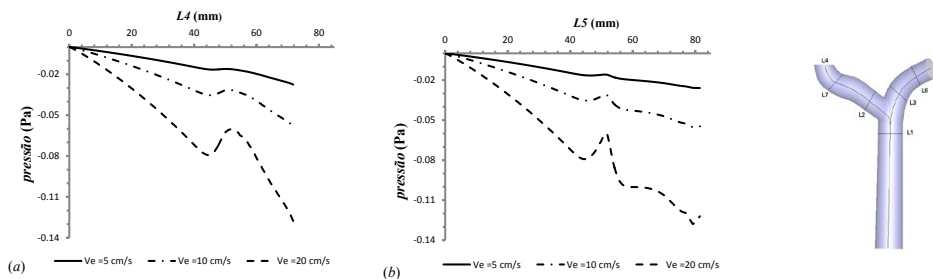 L4 (mm)
0 20 40 60 80
-0.02
-0.05
-0.08
-0.11
-0.14
pressão (Pa)
(a)
Ve =5 cm/s Ve =10 cm/s Ve =20 cm/s
L5 (mm)
0 20 40 60 80
-0.02
-0.05
-0.08
-0.11
-0.14
pressão (Pa)
(b)
Ve =5 cm/s Ve =10 cm/s Ve =20 cm/s
L4
L7
L2
L6
L3
L1